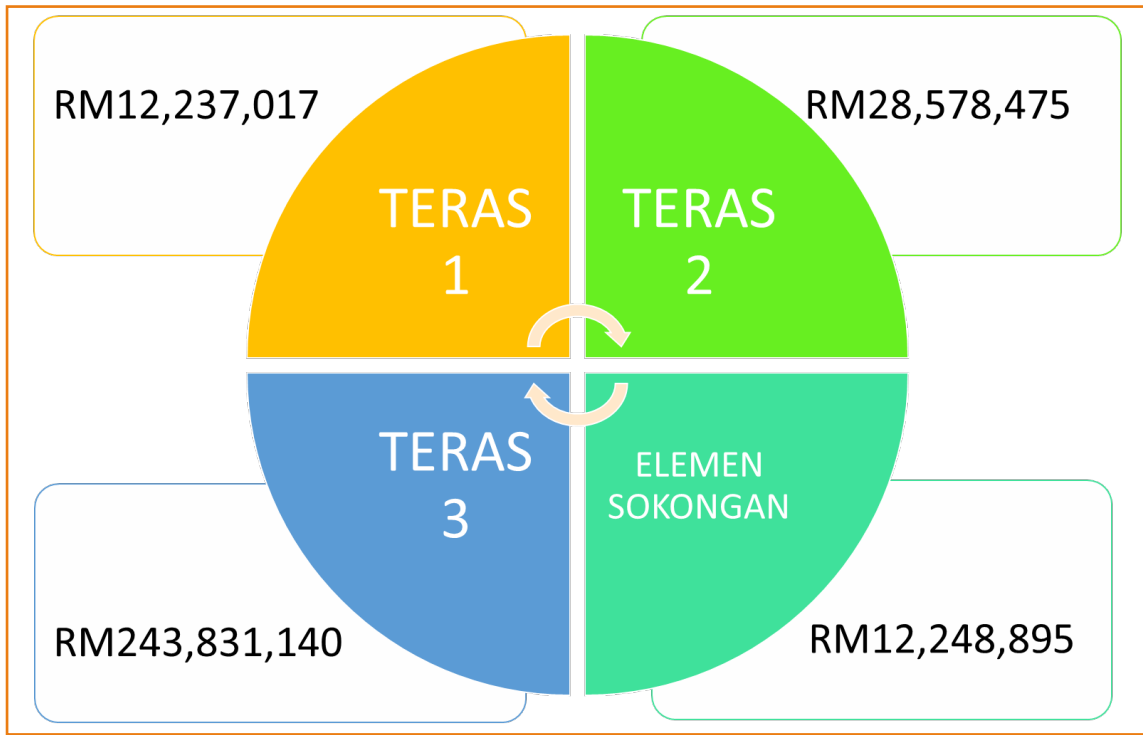 RM12,237,017
RM28,578,475
TERAS
1
TERAS
2
TERAS
3
ELEMEN
SOKONGAN
RM243,831,140
RM12,248,895